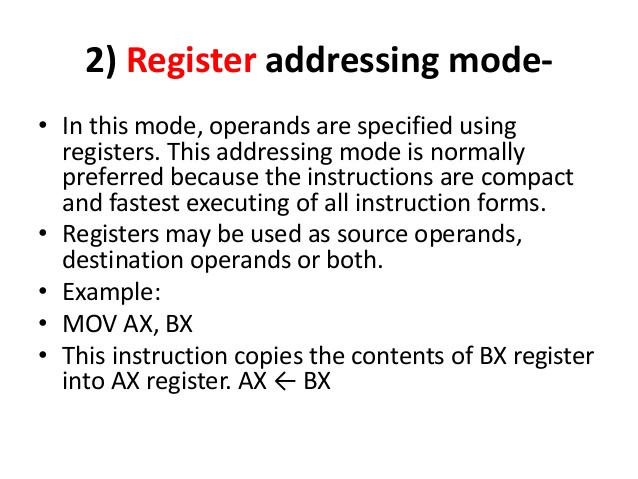 2) Register addressing mode-
• In this mode, operands are specified using
registers. This addressing mode is normally
preferred because the instructions are compact
and fastest executing of all instruction forms.
• Registers may be used as source operands,
destination operands or both.
• Example:
• MOV AX, BX
• This instruction copies the contents of BX register
into AX register. AX ← BX